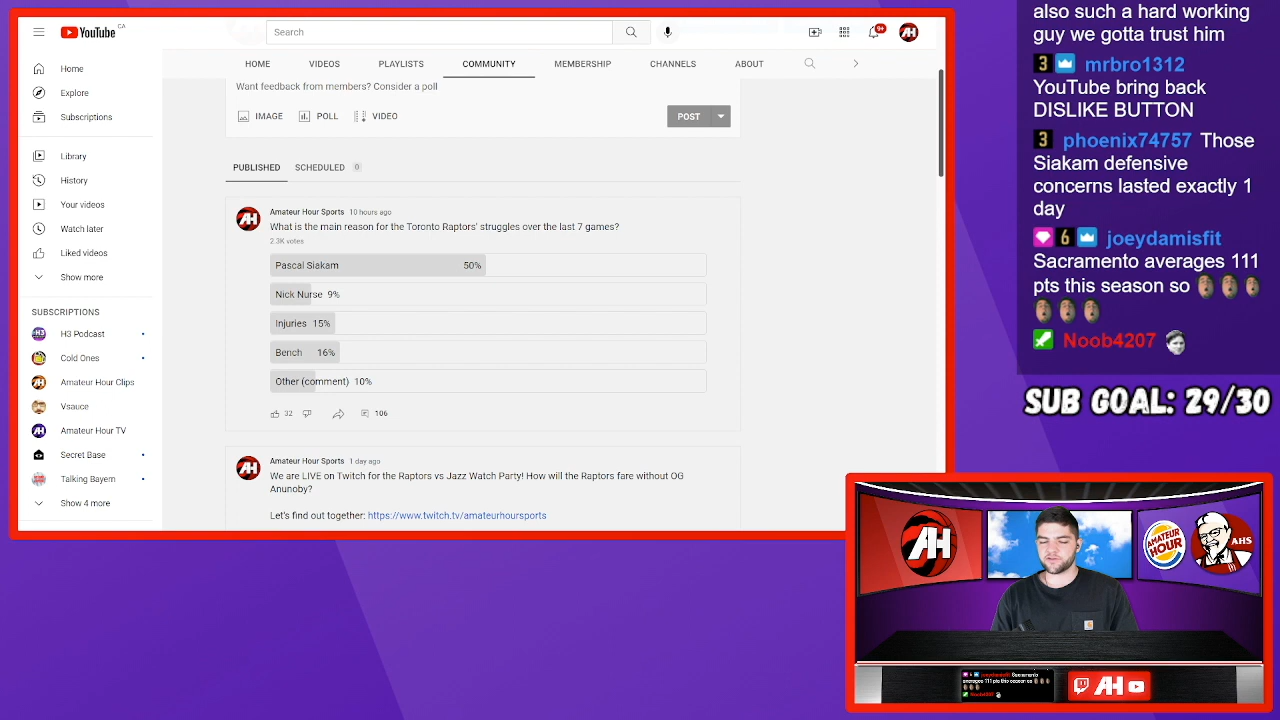 YouTube CA
Search
9+
AH
HOME VIDEOS PLAYLISTS COMMUNITY MEMBERSHIP CHANNELS ABOUT
Home
Explore
Subscriptions
Library
History
Your videos
Watch later
Liked videos
Show more
SUBSCRIPTIONS
H3 Podcast
Cold Ones
Amateur Hour Clips
Vsauce
Amateur Hour TV
Secret Base
Talking Bayern
Show 4 more
Want feedback from members? Consider a poll
IMAGE POLL VIDEO POST
PUBLISHED SCHEDULED 0
Amateur Hour Sports 10 hours ago
What is the main reason for the Toronto Raptors' struggles over the last 7 games?
2.3K votes
Pascal Siakam 50%
Nick Nurse 9%
Injuries 15%
Bench 16%
Other (comment) 10%
32 106
Amateur Hour Sports 1 day ago
We are LIVE on Twitch for the Raptors vs Jazz Watch Party! How will the Raptors fare without OG
Anunoby?
Let's find out together: https://www.twitch.tv/amateurhoursports
also such a hard working
guy we gotta trust him
3 mrbro1312
YouTube bring back
DISLIKE BUTTON
3 phoenix74757 Those
Siakam defensive
concerns lasted exactly 1
day
6 joeydamisfit
Sacramento averages 111
pts this season so
Noob4207
SUB GOAL: 29/30
AH
AMATEUR
HOUR
AHS
AH